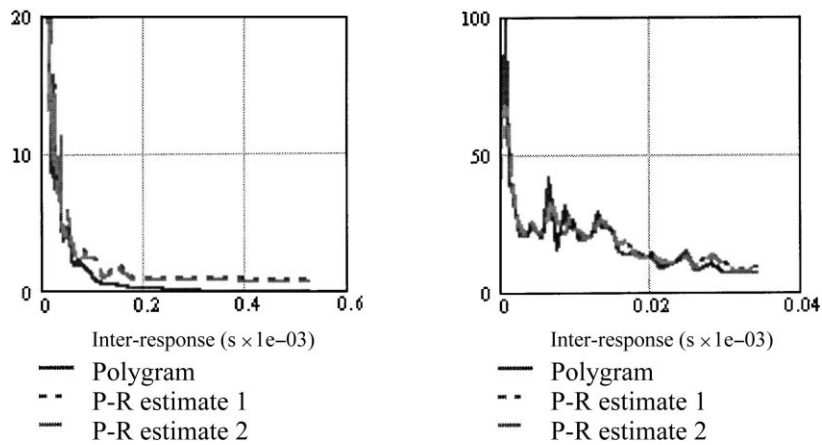 20
10
0
0
0.2
0.4
0.6
Inter-response (s × 1e–03)
Polygram
P-R estimate 1
P-R estimate 2
100
50
0
0
0.02
0.04
Inter-response (s × 1e–03)
Polygram
P-R estimate 1
P-R estimate 2